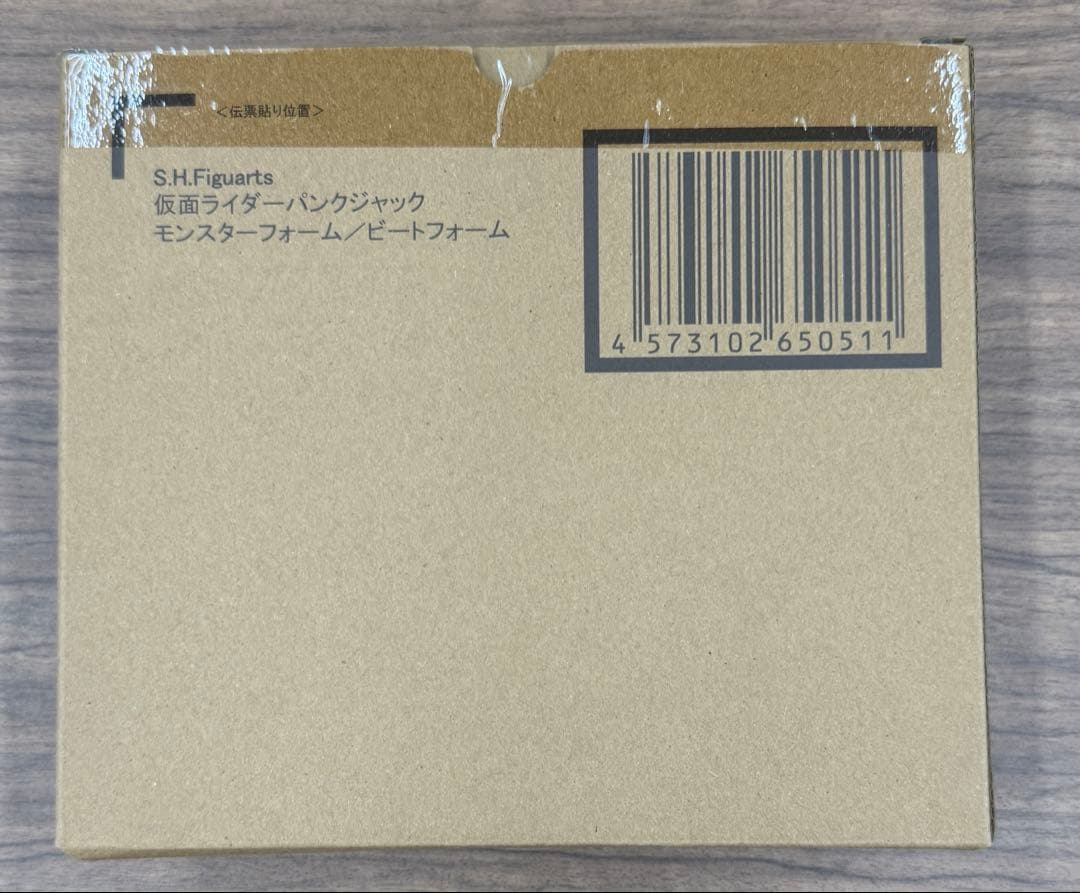 ＜伝票貼り位置＞
S.H.Figuarts
仮面ライダーパンクジャック
モンスターフォーム／ビートフォーム
4 573102 650511